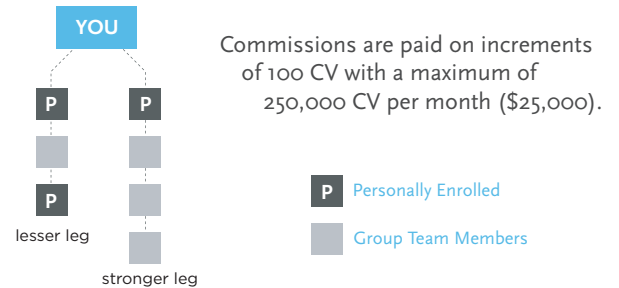 YOU
Commissions are paid on increments
of 100 CV with a maximum of
250,000 CV per month ($25,000).
P
P
P
lesser leg
stronger leg
P Personally Enrolled
Group Team Members